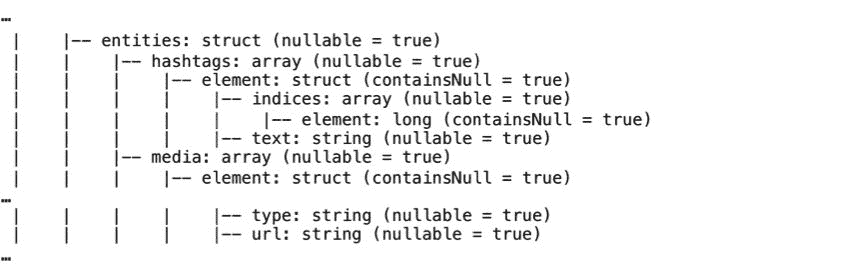 …
 |    |-- entities: struct (nullable = true)
 |    |    |-- hashtags: array (nullable = true)
 |    |    |    |-- element: struct (containsNull = true)
 |    |    |    |    |-- indices: array (nullable = true)
 |    |    |    |    |    |-- element: long (containsNull = true)
 |    |    |    |    |-- text: string (nullable = true)
 |    |    |-- media: array (nullable = true)
 |    |    |    |-- element: struct (containsNull = true)
…
 |    |    |    |    |-- type: string (nullable = true)
 |    |    |    |    |-- url: string (nullable = true)
…